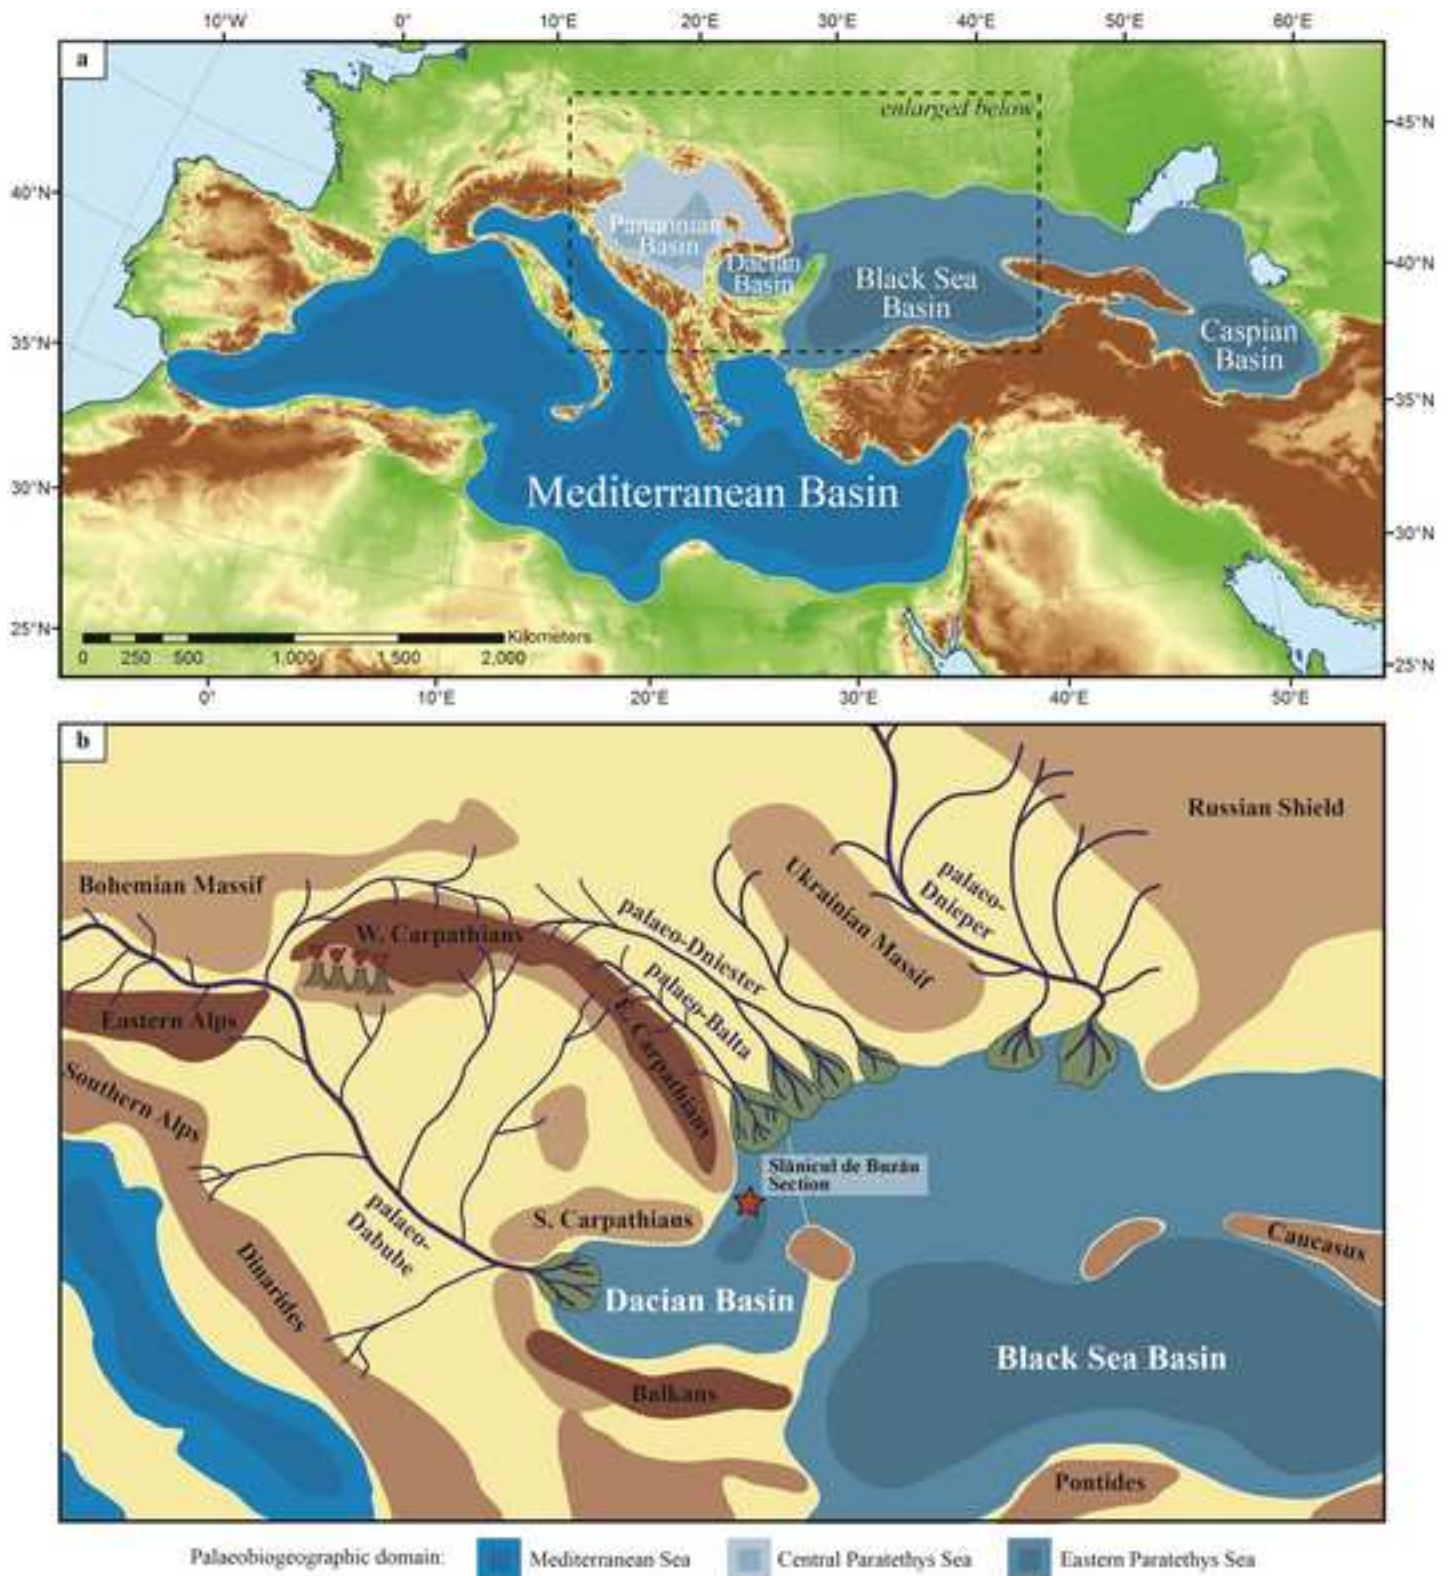 10°W 0° 10°E 20°E 30°E 40°E 50°E 60°E
a
enlarged below
45°N
40°N
Pannonian
Basin
Dacian
Basin
Black Sea
Basin
40°N
Caspian
Basin
35°N
35°N
Mediterranean Basin
30°N
30°N
25°N
Kilometers
0 250 500 1,000 1,500 2,000
25°N
0° 10°E 20°E 30°E 40°E 50°E
b
Russian Shield
Bohemian Massif
Ukrainian Massif
palaeo-
Dnieper
W. Carpathians
palaeo-Dniester
palaeo-Balta
Eastern Alps
E. Carpathians
Southern Alps
Slănicul de Buzău
Section
palaeo-
Dabube
S. Carpathians
Caucasus
Dinarides
Dacian Basin
Black Sea Basin
Balkans
Pontides
Palaeobiogeographic domain:
Mediterranean Sea
Central Paratethys Sea
Eastern Paratethys Sea